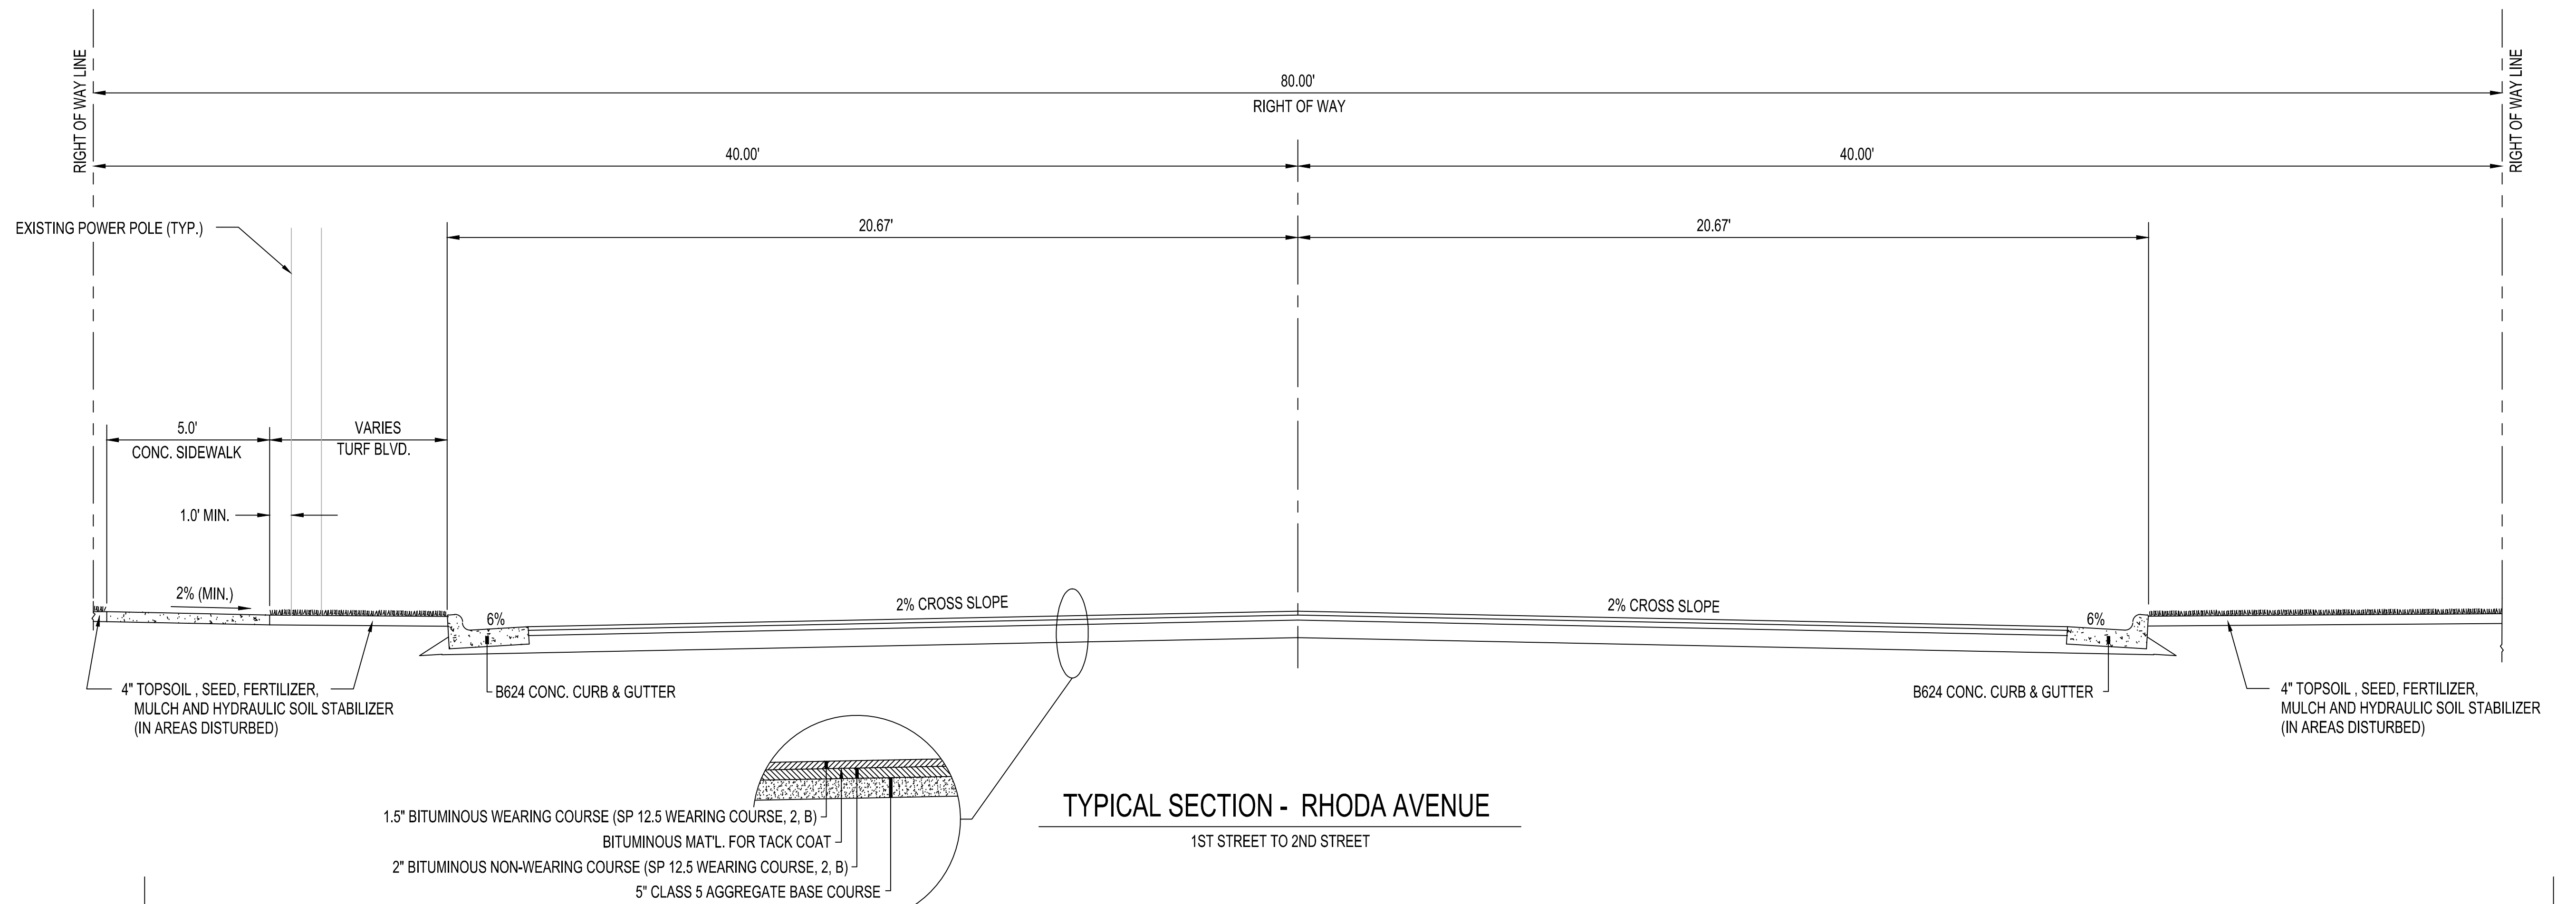 RIGHT OF WAY LINE
80.00'
RIGHT OF WAY
RIGHT OF WAY LINE
40.00'
40.00'
EXISTING POWER POLE (TYP.)
20.67'
20.67'
5.0'
CONC. SIDEWALK
VARIES
TURF BLVD.
1.0' MIN.
2% (MIN.)
6%
2% CROSS SLOPE
2% CROSS SLOPE
6%
4" TOPSOIL , SEED, FERTILIZER,
MULCH AND HYDRAULIC SOIL STABILIZER
(IN AREAS DISTURBED)
B624 CONC. CURB & GUTTER
B624 CONC. CURB & GUTTER
4" TOPSOIL , SEED, FERTILIZER,
MULCH AND HYDRAULIC SOIL STABILIZER
(IN AREAS DISTURBED)
1.5" BITUMINOUS WEARING COURSE (SP 12.5 WEARING COURSE, 2, B)
BITUMINOUS MAT'L. FOR TACK COAT
2" BITUMINOUS NON-WEARING COURSE (SP 12.5 WEARING COURSE, 2, B)
5" CLASS 5 AGGREGATE BASE COURSE
TYPICAL SECTION - RHODA AVENUE
1ST STREET TO 2ND STREET